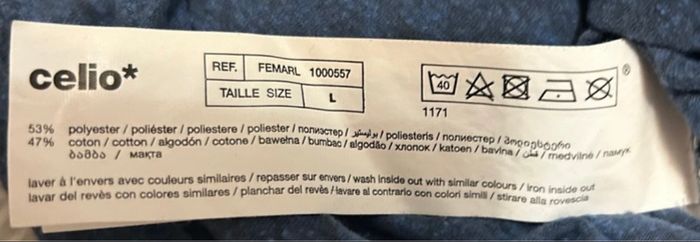 celio*
REF. FEMARL 1000557
TAILLE SIZE L
40
®
1171
53% polyester / poliéster / poliestere / poliester / полиэстер / بوليستر / poliesteris / полиестер / პოლიესტერი
47% coton / cotton / algodón / cotone / bawełna / bumbac / algodão / хлопок / katoen / bavlna / قطن / medvilnė / памук
ბამბა / мақта
laver à l'envers avec couleurs similaires / repasser sur envers / wash inside out with similar colours / iron inside out
lavar del revés con colores similares / planchar del revès / lavare al contrario con colori simili / stirare alla rovescia